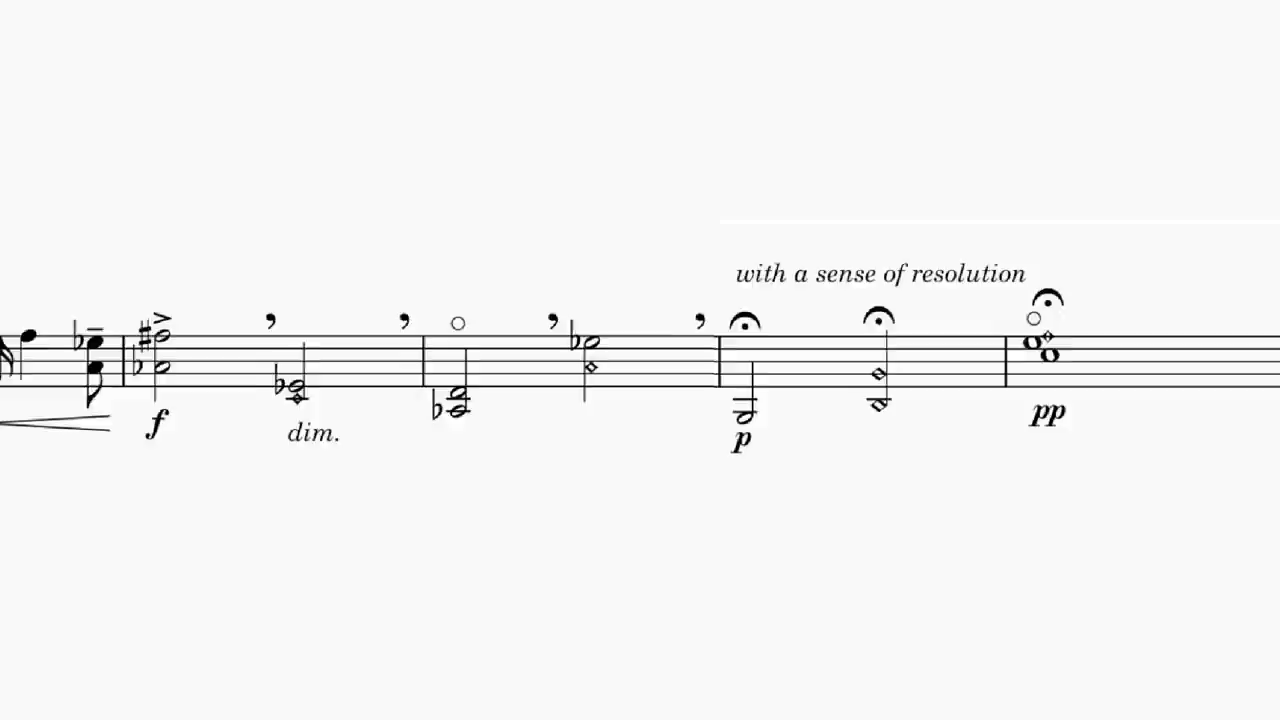 with a sense of resolution
f
dim.
p
pp